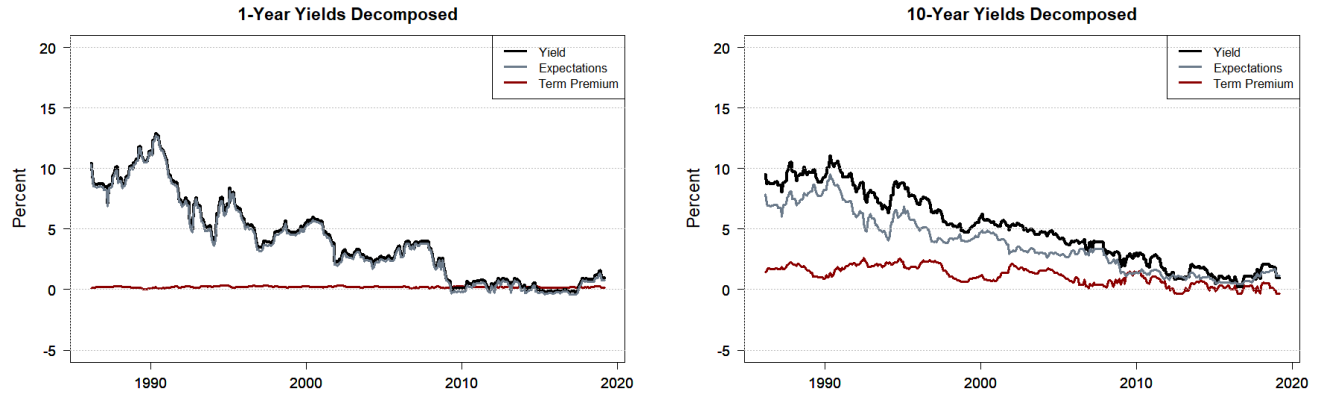 1-Year Yields Decomposed
Percent
20
15
10
5
0
-5
1990
2000
2010
2020
Yield
Expectations
Term Premium
10-Year Yields Decomposed
Percent
20
15
10
5
0
-5
1990
2000
2010
2020
Yield
Expectations
Term Premium